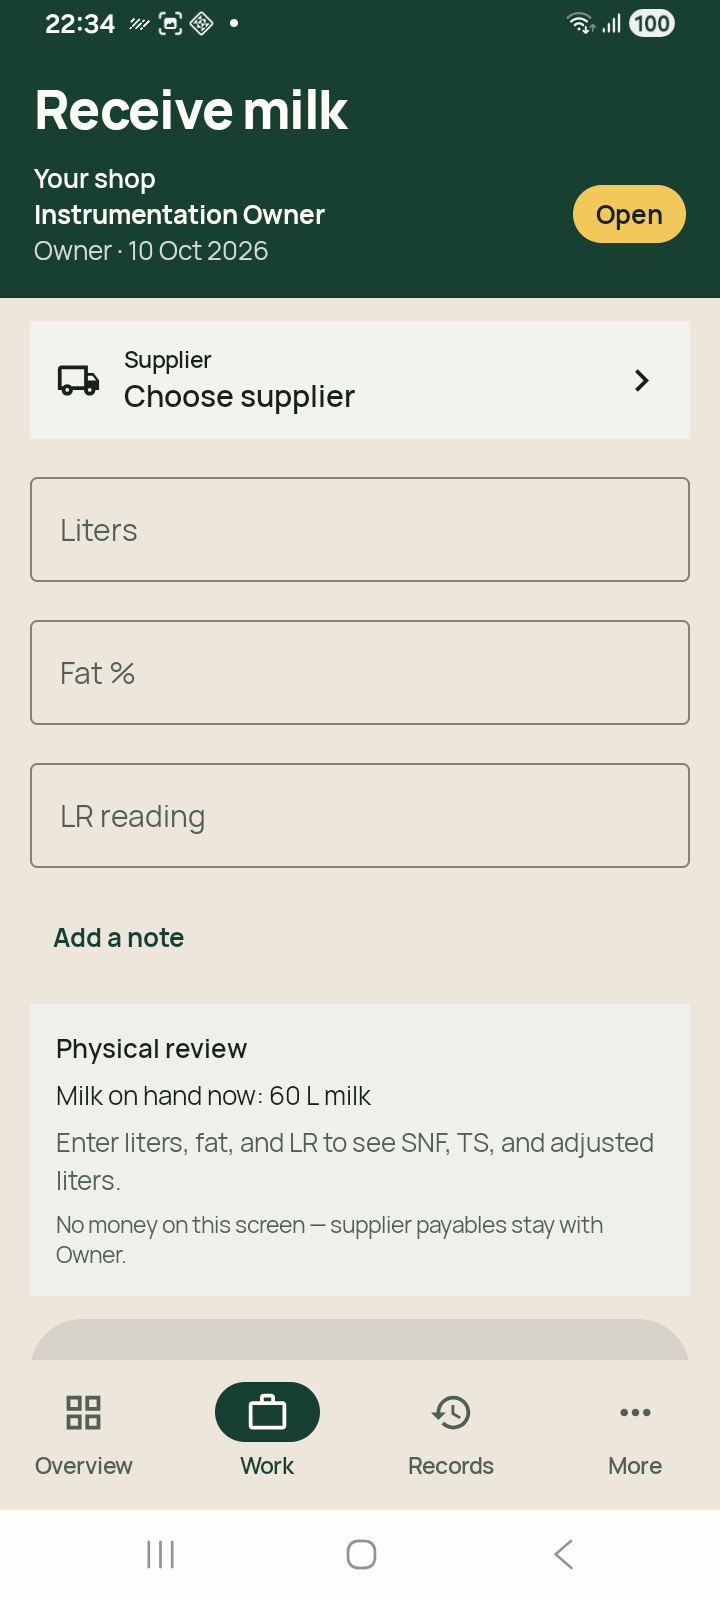 22:34
100
Receive milk
Your shop
Instrumentation Owner
Open
Owner · 10 Oct 2026
Supplier
Choose supplier
Liters
Fat %
LR reading
Add a note
Physical review
Milk on hand now: 60 L milk
Enter liters, fat, and LR to see SNF, TS, and adjusted
liters.
No money on this screen — supplier payables stay with
Owner.
Overview
Work
Records
More